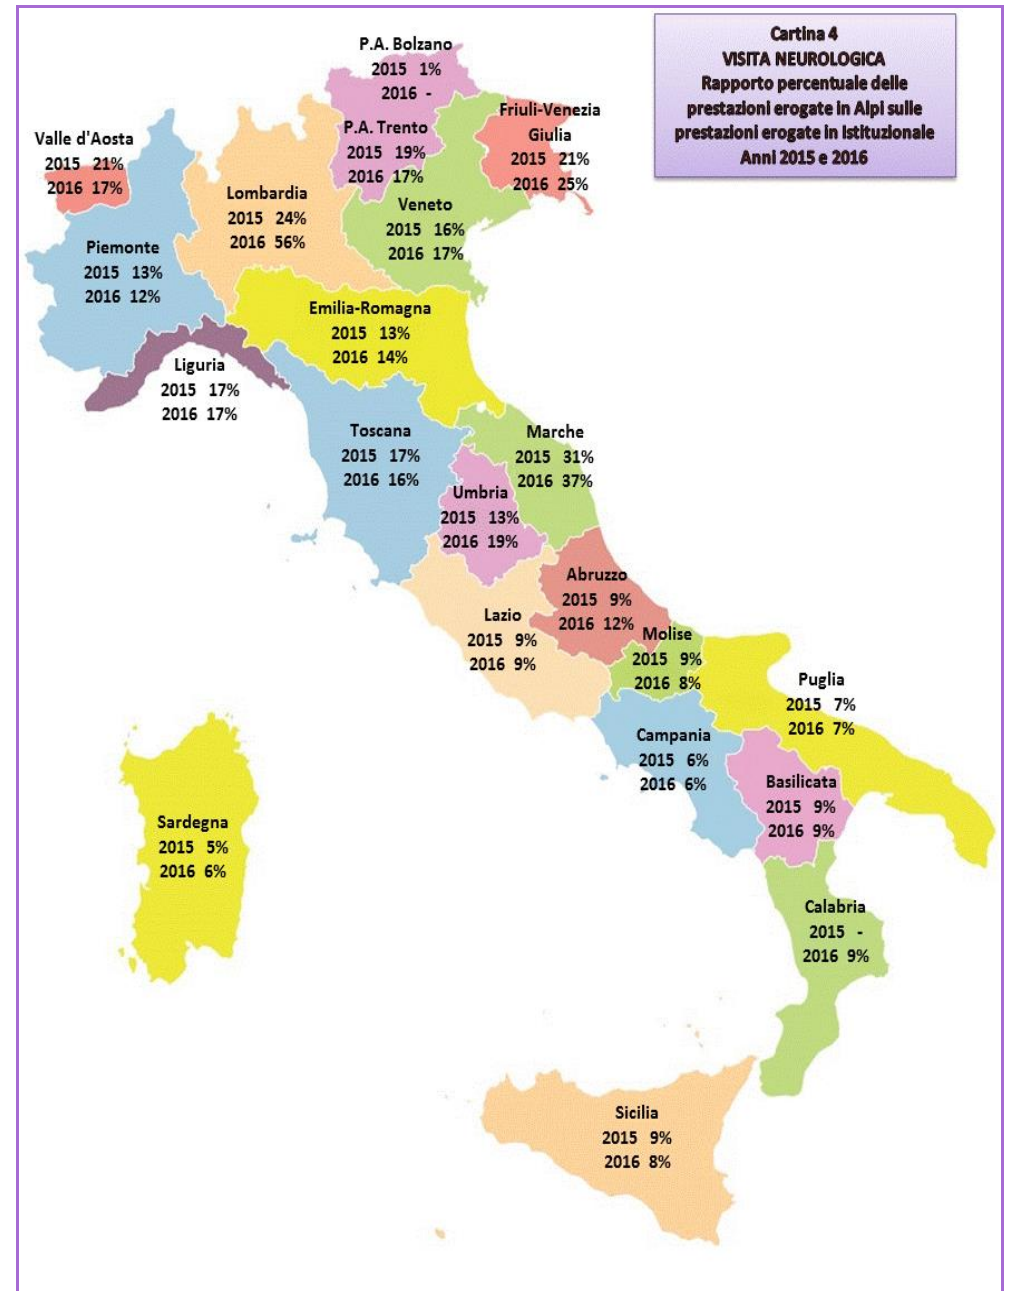 Cartina 4
VISITA NEUROLOGICA
Rapporto percentuale delle
prestazioni erogate in Alpi sulle
prestazioni erogate in Istituzionale
Anni 2015 e 2016
P.A. Bolzano
2015 1%
2016 -
P.A. Trento
2015 19%
2016 17%
Friuli-Venezia
Giulia
2015 21%
2016 25%
Valle d'Aosta
2015 21%
2016 17%
Lombardia
2015 24%
2016 56%
Veneto
2015 16%
2016 17%
Piemonte
2015 13%
2016 12%
Emilia-Romagna
2015 13%
2016 14%
Liguria
2015 17%
2016 17%
Toscana
2015 17%
2016 16%
Marche
2015 31%
2016 37%
Umbria
2015 13%
2016 19%
Abruzzo
2015 9%
2016 12%
Lazio
2015 9%
2016 9%
Molise
2015 9%
2016 8%
Puglia
2015 7%
2016 7%
Campania
2015 6%
2016 6%
Basilicata
2015 9%
2016 9%
Sardegna
2015 5%
2016 6%
Calabria
2015 -
2016 9%
Sicilia
2015 9%
2016 8%